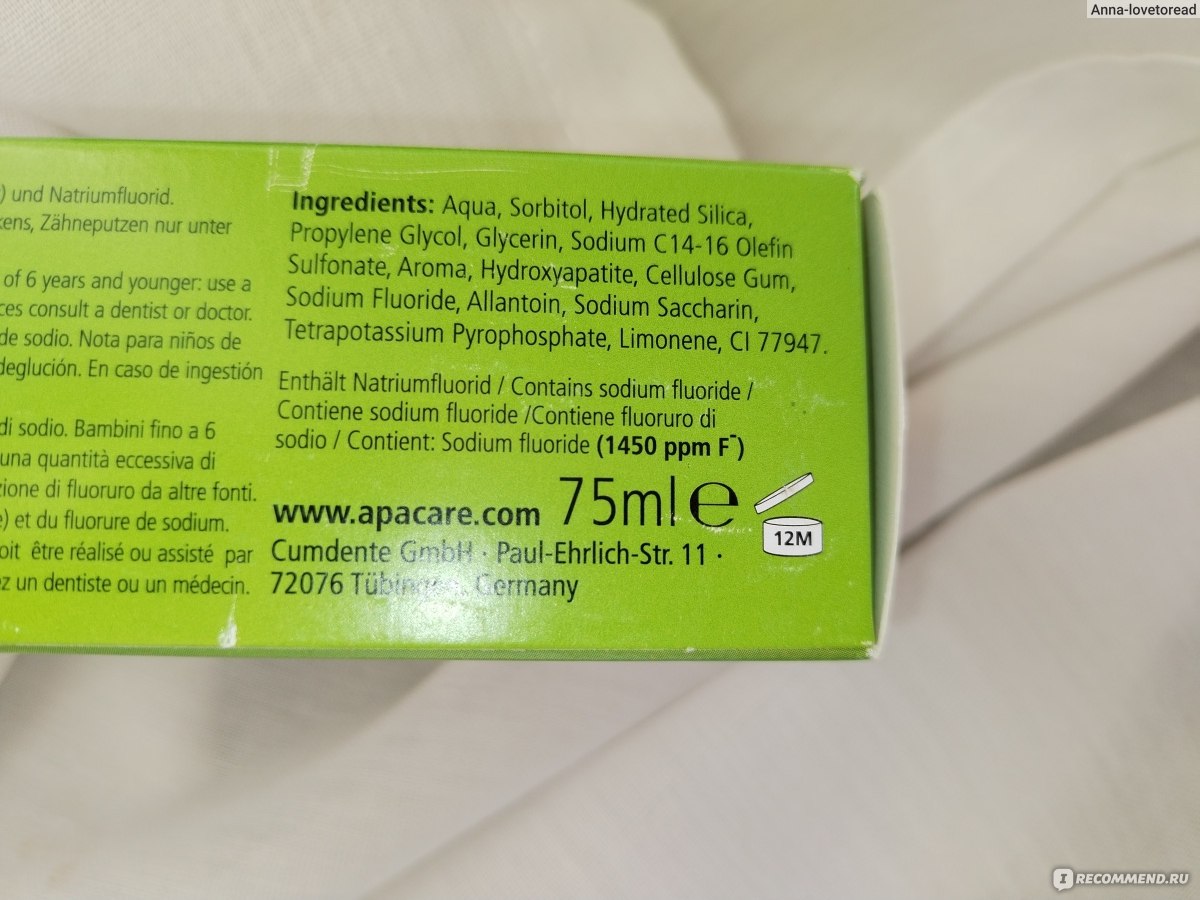 Anna-lovetoread
) und Natriumfluorid.
kens, Zähneputzen nur unter
of 6 years and younger: use a
ces consult a dentist or doctor.
de sodio. Nota para niños de
deglución. En caso de ingestión
di sodio. Bambini fino a 6
una quantità eccessiva di
zione di fluoruro da altre fonti.
e) et du fluorure de sodium.
oit être réalisé ou assisté par
ez un dentiste ou un médecin.
Ingredients: Aqua, Sorbitol, Hydrated Silica,
Propylene Glycol, Glycerin, Sodium C14-16 Olefin
Sulfonate, Aroma, Hydroxyapatite, Cellulose Gum,
Sodium Fluoride, Allantoin, Sodium Saccharin,
Tetrapotassium Pyrophosphate, Limonene, CI 77947.
Enthält Natriumfluorid / Contains sodium fluoride /
Contiene sodium fluoride /Contiene fluoruro di
sodio / Contient: Sodium fluoride (1450 ppm F⁻)
www.apacare.com 75ml e
12M
Cumdente GmbH · Paul-Ehrlich-Str. 11 ·
72076 Tübingen, Germany
I RECOMMEND.RU